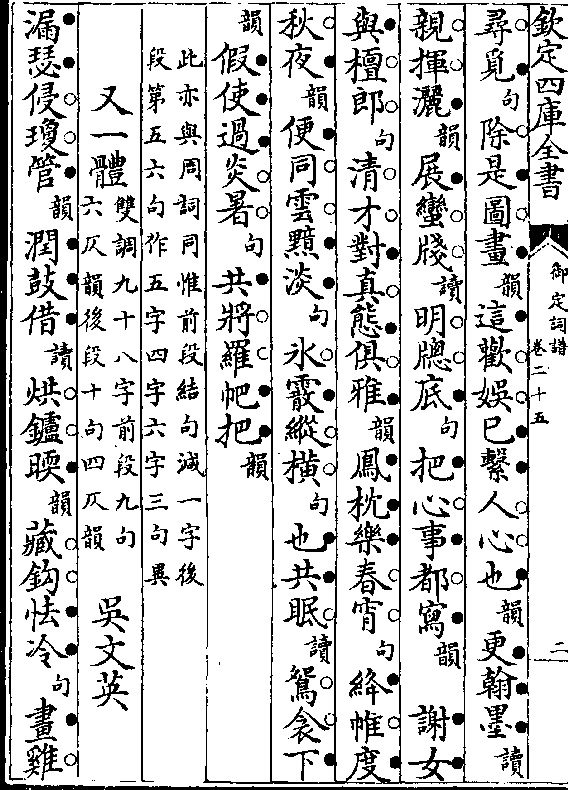 欽定四庫全書
御定詞譜
卷二十五
二
尋覓句除是圖畫韻這歡娛已繫人心也韻更翰墨讀
親揮灑韻展蠻牋讀明牎底句把心事都寫韻謝女
與檀郎句清才對真態俱雅韻鳳枕樂春宵句絳帷度
秋夜韻便同雲黯淡句氷霰縱橫句也共眠讀鴛衾下
韻假使過炎暑句共將羅帊把韻
此亦與周詞同惟前段結句減一字後
段第五六句作五字四字六字三句異
又一體雙調九十八字前段九句
六仄韻後段十句四仄韻
吳文英
漏瑟侵瓊管韻潤鼓借讀烘鑪暖韻藏鈎怯冷句畫雞